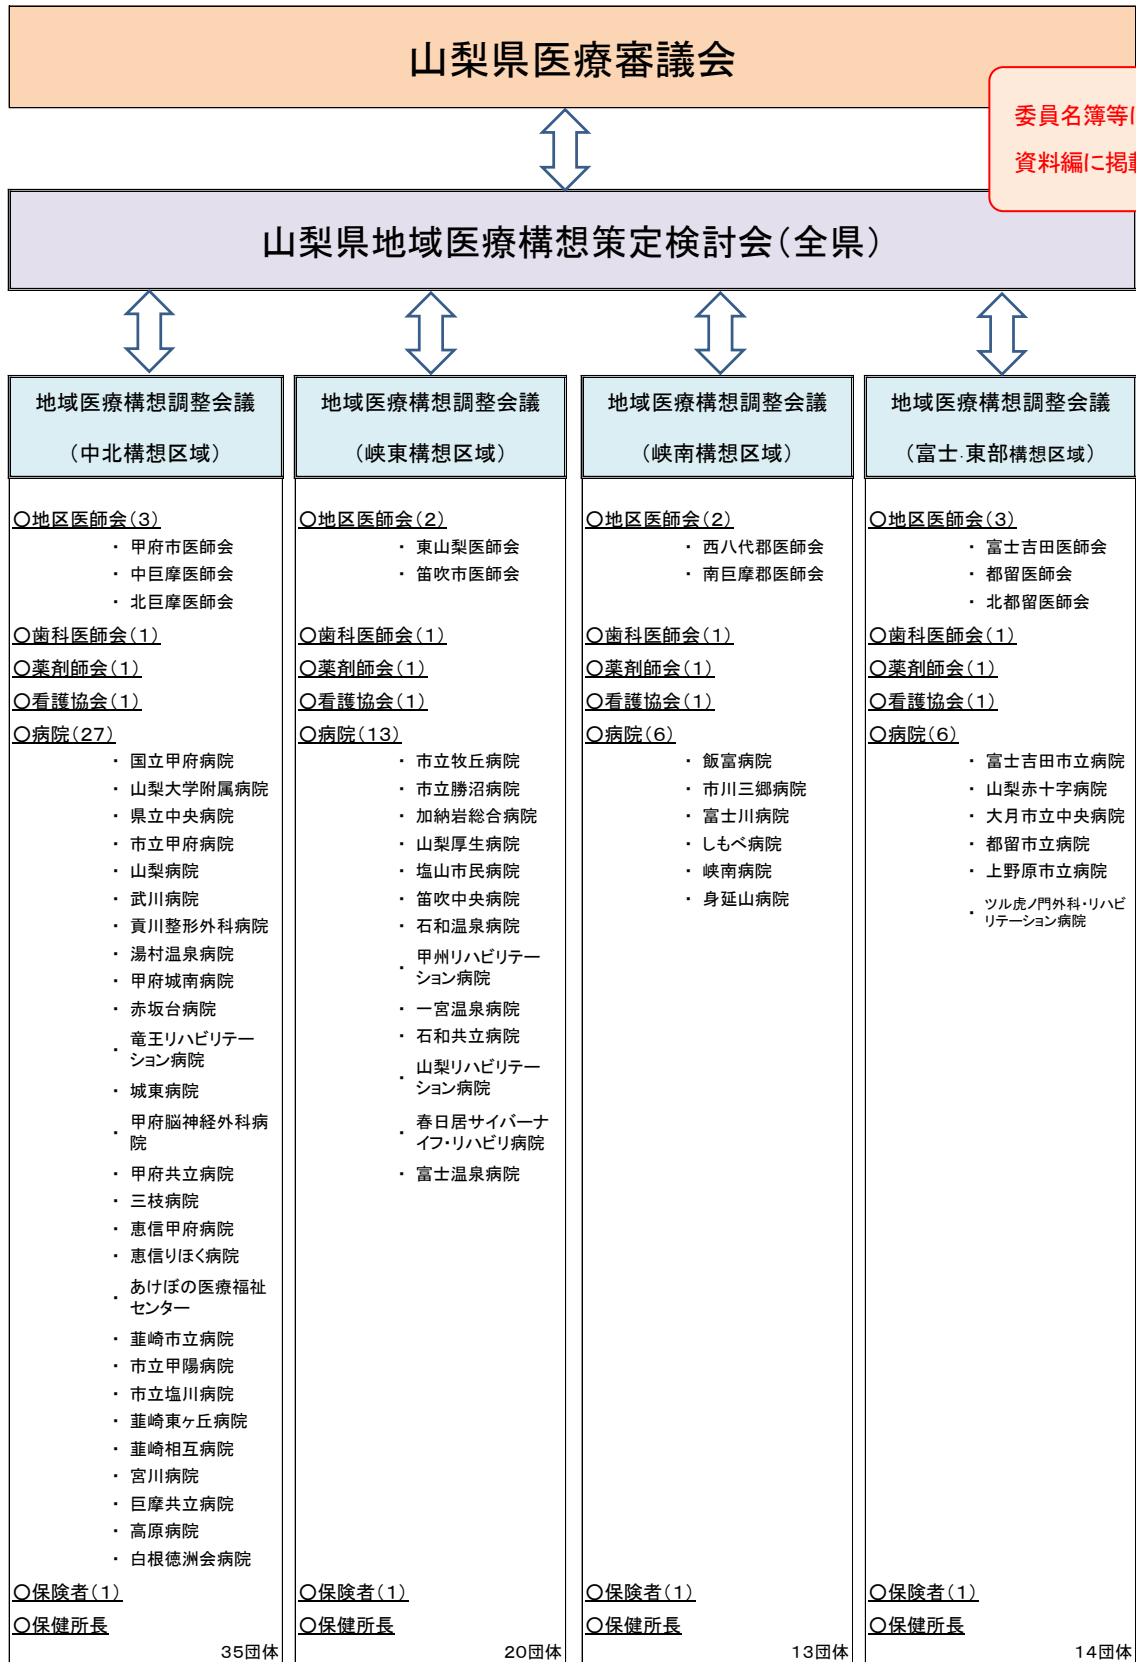 山梨県医療審議会
委員名簿等に
資料編に掲載
山梨県地域医療構想策定検討会(全県)
地域医療構想調整会議
(中北構想区域)
○地区医師会(3)
・ 甲府市医師会
・ 中巨摩医師会
・ 北巨摩医師会
○歯科医師会(1)
○薬剤師会(1)
○看護協会(1)
○病院(27)
・ 国立甲府病院
・ 山梨大学附属病院
・ 県立中央病院
・ 市立甲府病院
・ 山梨病院
・ 武川病院
・ 貢川整形外科病院
・ 湯村温泉病院
・ 甲府城南病院
・ 赤坂台病院
・ 竜王リハビリテー
ション病院
・ 城東病院
・ 甲府脳神経外科病
院
・ 甲府共立病院
・ 三枝病院
・ 恵信甲府病院
・ 恵信りほく病院
・ あけぼの医療福祉
センター
・ 韮崎市立病院
・ 市立甲陽病院
・ 市立塩川病院
・ 韮崎東ヶ丘病院
・ 韮崎相互病院
・ 宮川病院
・ 巨摩共立病院
・ 高原病院
・ 白根徳洲会病院
○保険者(1)
○保健所長
35団体
地域医療構想調整会議
(峡東構想区域)
○地区医師会(2)
・ 東山梨医師会
・ 笛吹市医師会
○歯科医師会(1)
○薬剤師会(1)
○看護協会(1)
○病院(13)
・ 市立牧丘病院
・ 市立勝沼病院
・ 加納岩総合病院
・ 山梨厚生病院
・ 塩山市民病院
・ 笛吹中央病院
・ 石和温泉病院
・ 甲州リハビリテー
ション病院
・ 一宮温泉病院
・ 石和共立病院
・ 山梨リハビリテー
ション病院
・ 春日居サイバーナ
イフ・リハビリ病院
・ 富士温泉病院
○保険者(1)
○保健所長
20団体
地域医療構想調整会議
(峡南構想区域)
○地区医師会(2)
・ 西八代郡医師会
・ 南巨摩郡医師会
○歯科医師会(1)
○薬剤師会(1)
○看護協会(1)
○病院(6)
・ 飯富病院
・ 市川三郷病院
・ 富士川病院
・ しもべ病院
・ 峡南病院
・ 身延山病院
○保険者(1)
○保健所長
13団体
地域医療構想調整会議
(富士・東部構想区域)
○地区医師会(3)
・ 富士吉田医師会
・ 都留医師会
・ 北都留医師会
○歯科医師会(1)
○薬剤師会(1)
○看護協会(1)
○病院(6)
・ 富士吉田市立病院
・ 山梨赤十字病院
・ 大月市立中央病院
・ 都留市立病院
・ 上野原市立病院
・ ツル虎ノ門外科・リハビ
リテーション病院
○保険者(1)
○保健所長
14団体